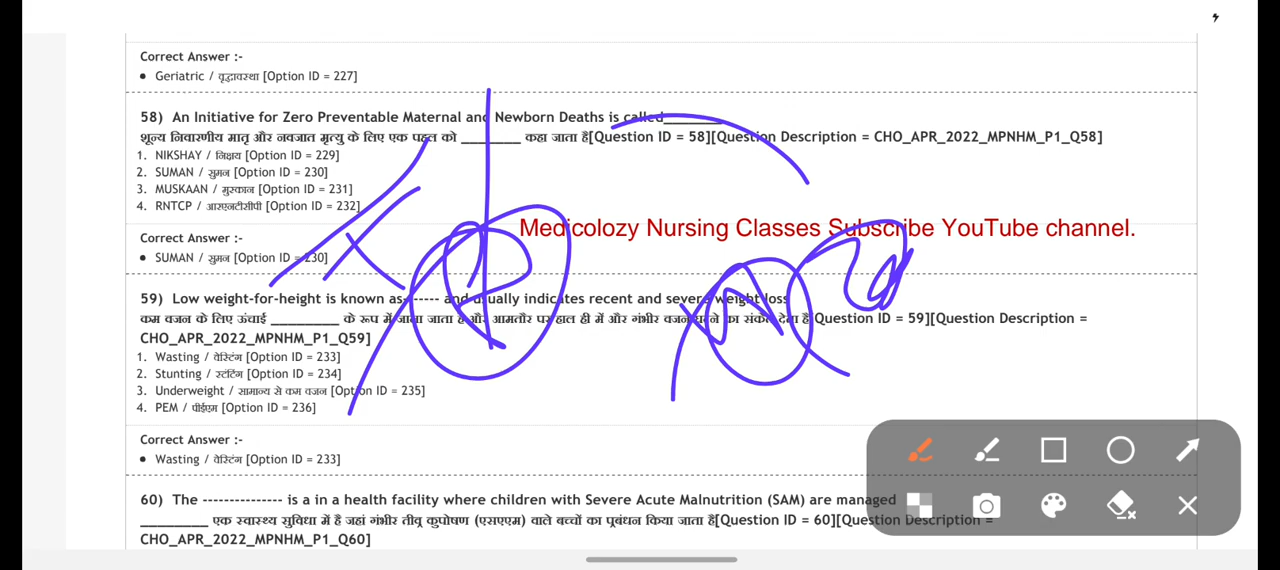 Correct Answer :-
• Geriatric / वृद्धावस्था [Option ID = 227]
58) An Initiative for Zero Preventable Maternal and Newborn Deaths is called________
शून्य निवारणीय मातृ और नवजात मृत्यु के लिए एक पहल को ________ कहा जाता है[Question ID = 58][Question Description = CHO_APR_2022_MPNHM_P1_Q58]
1. NIKSHAY / निक्षय [Option ID = 229]
2. SUMAN / सुमन [Option ID = 230]
3. MUSKAAN / मुस्कान [Option ID = 231]
4. RNTCP / आरएनटीसीपी [Option ID = 232]
Medicolozy Nursing Classes Subscribe YouTube channel.
Correct Answer :-
• SUMAN / सुमन [Option ID = 230]
59) Low weight-for-height is known as------ and usually indicates recent and severe weight loss
कम वजन के लिए ऊंचाई ________ के रूप में जाना जाता है और आमतौर पर हाल ही में और गंभीर वजन घटने का संकेत देता है[Question ID = 59][Question Description =
CHO_APR_2022_MPNHM_P1_Q59]
1. Wasting / वेस्टिंग [Option ID = 233]
2. Stunting / स्टंटिंग [Option ID = 234]
3. Underweight / सामान्य से कम वजन [Option ID = 235]
4. PEM / पीईएम [Option ID = 236]
Correct Answer :-
• Wasting / वेस्टिंग [Option ID = 233]
60) The --------------- is a in a health facility where children with Severe Acute Malnutrition (SAM) are managed
________ एक स्वास्थ्य सुविधा में है जहां गंभीर तीव्र कुपोषण (एसएएम) वाले बच्चों का प्रबंधन किया जाता है[Question ID = 60][Question Description =
CHO_APR_2022_MPNHM_P1_Q60]